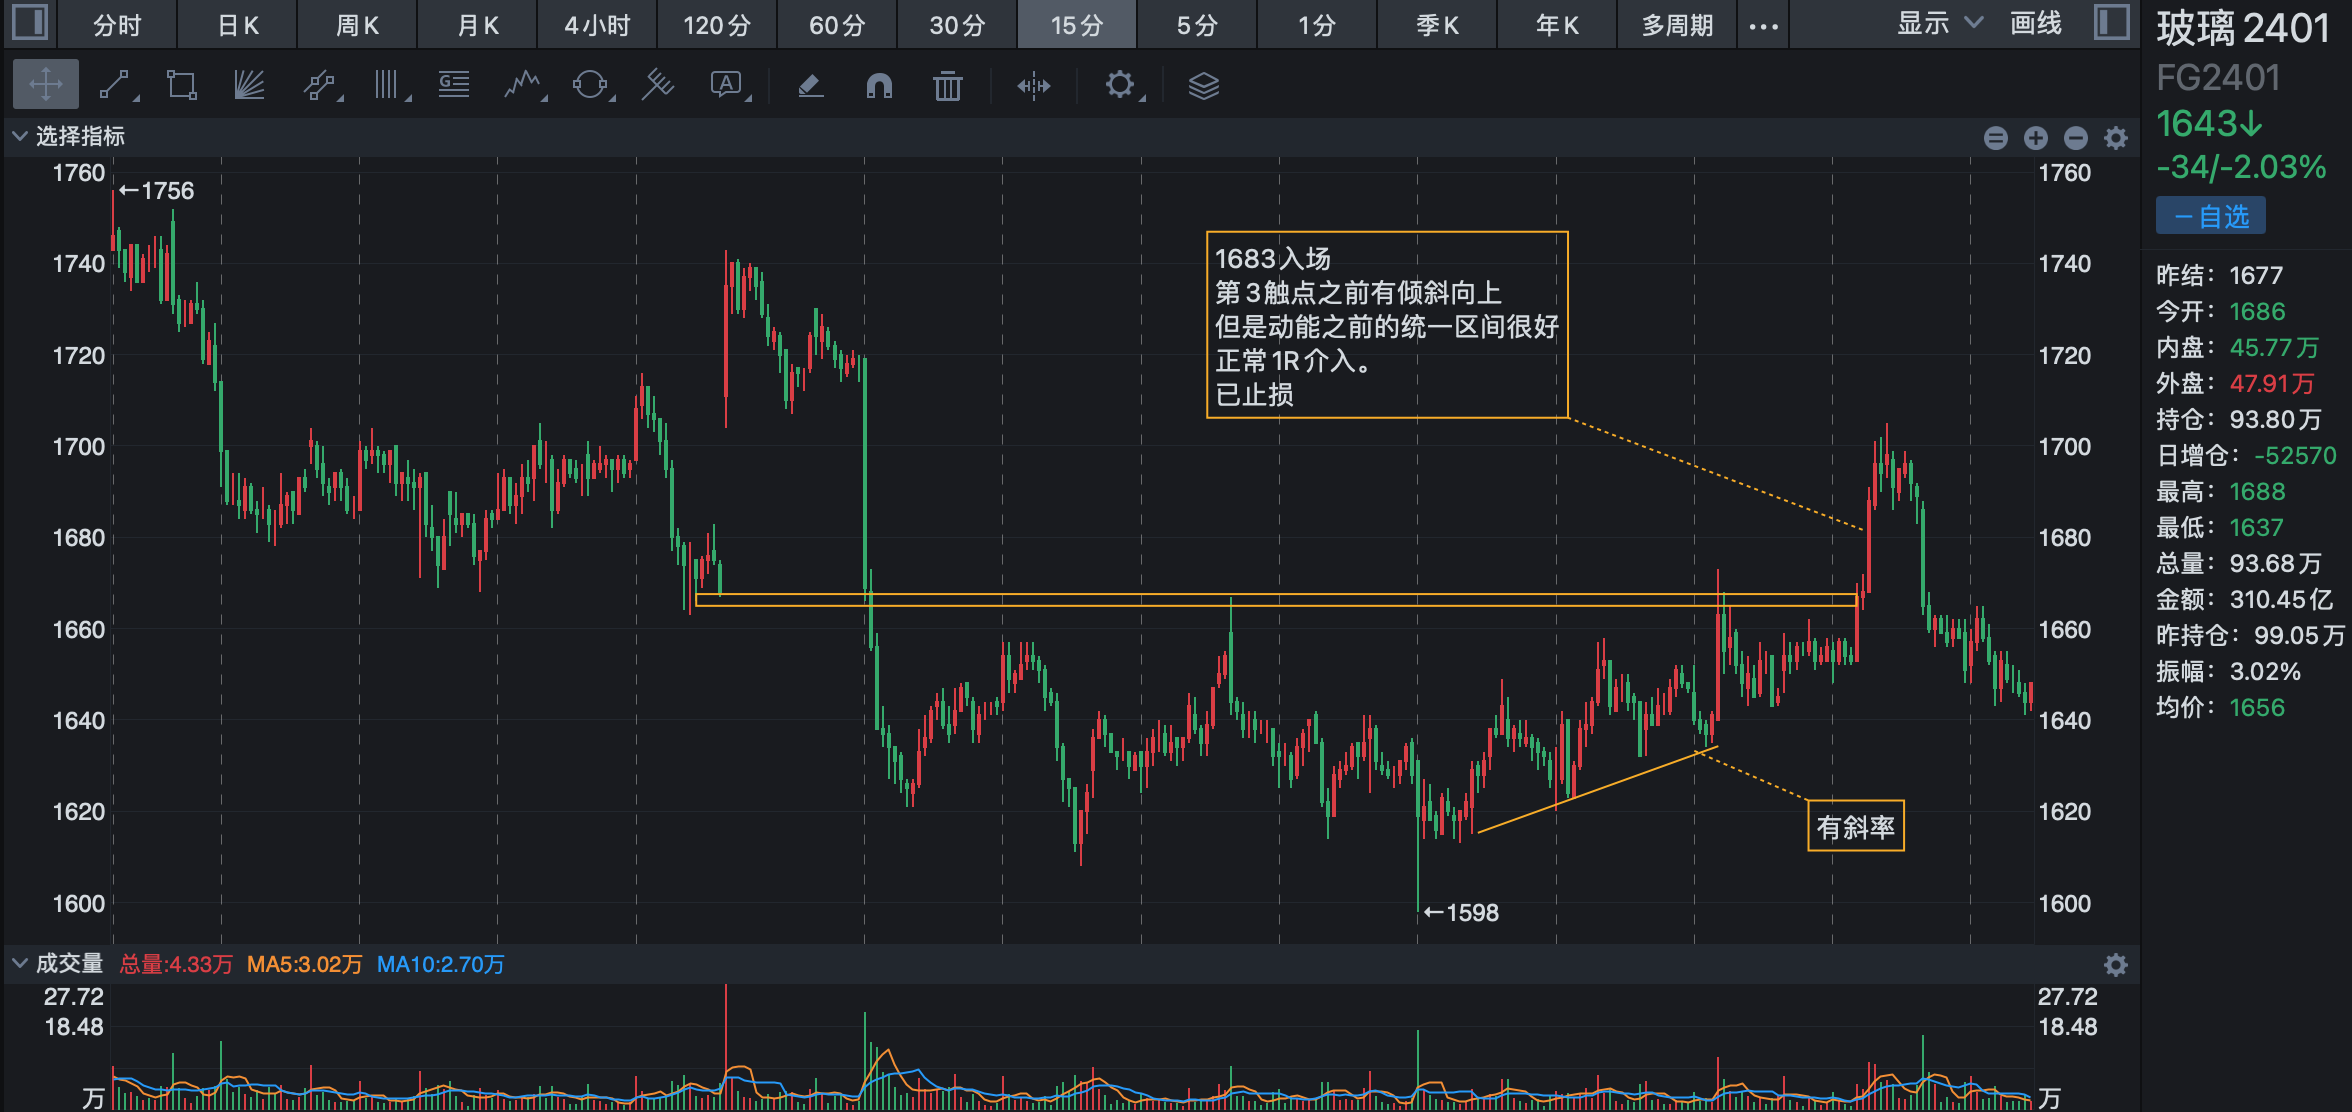 分时 日K 周K 月K 4小时 120分 60分 30分 15分 5分 1分 季K 年K 多周期 ... 显示 画线
选择指标
玻璃2401
FG2401
1643↓
-34/-2.03%
－自选
昨结: 1677
今开: 1686
内盘: 45.77万
外盘: 47.91万
持仓: 93.80万
日增仓: -52570
最高: 1688
最低: 1637
总量: 93.68万
金额: 310.45亿
昨持仓: 99.05万
振幅: 3.02%
均价: 1656
1760 1760
←1756
1740 1740
1720 1720
1700 1700
1680 1680
1660 1660
1640 1640
1620 1620
1600 1600
1683入场
第3触点之前有倾斜向上
但是动能之前的统一区间很好
正常1R介入。
已止损
有斜率
←1598
成交量 总量:4.33万 MA5:3.02万 MA10:2.70万
27.72 27.72
18.48 18.48
万 万